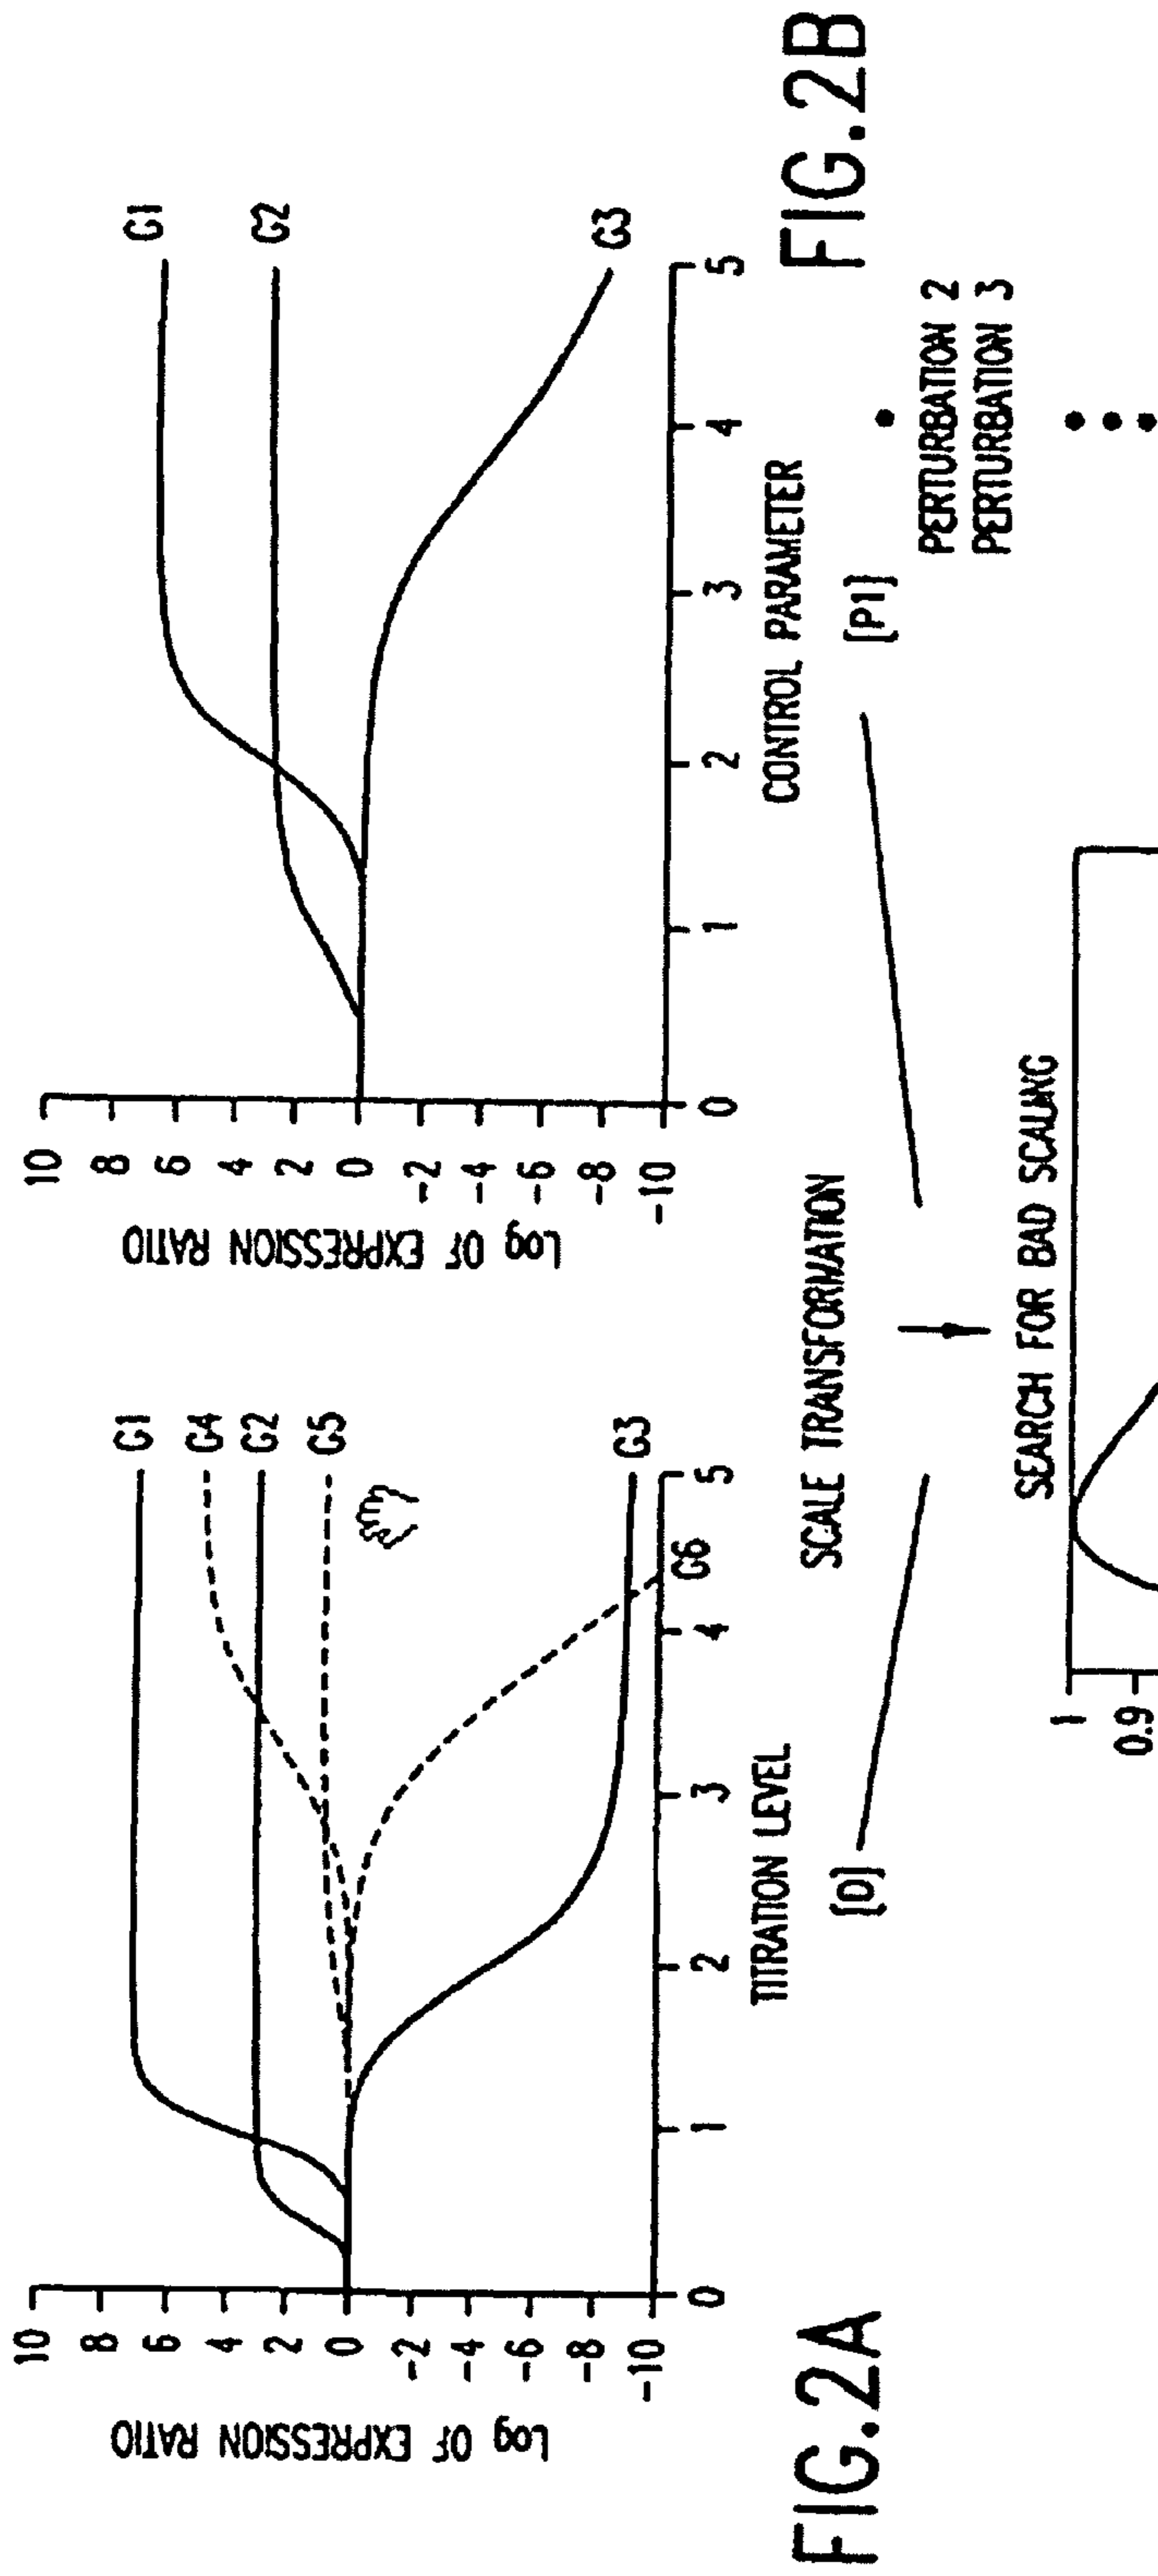 FIG.2A
Log OF EXPRESSION RATIO
10
8
6
4
2
0
-2
-4
-6
-8
-10
0
1
2
3
4
5
G1
G4
G2
G5
G3
G6
TITRATION LEVEL
[D]
FIG.2B
Log OF EXPRESSION RATIO
10
8
6
4
2
0
-2
-4
-6
-8
-10
0
1
2
3
4
5
G1
G2
G3
CONTROL PARAMETER
[P1]
PERTURBATION 2
PERTURBATION 3
SCALE TRANSFORMATION
SEARCH FOR BAD SCALING
1
0.9